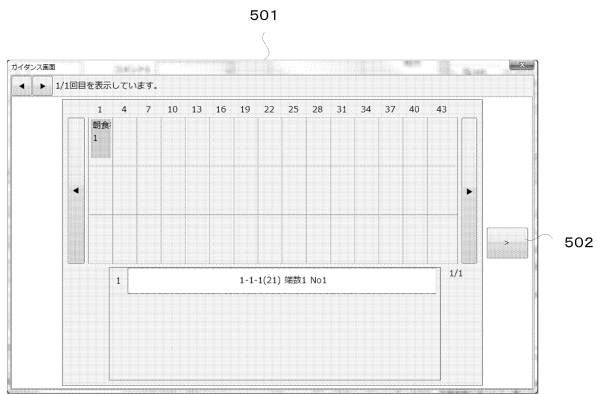 501
ガイダンス画面
X
◀ ▶ 1/1回目を表示しています。
1 4 7 10 13 16 19 22 25 28 31 34 37 40 43
朝食
1
◀ ▶
> 502
1 1-1-1(21) 端数1 No1 1/1